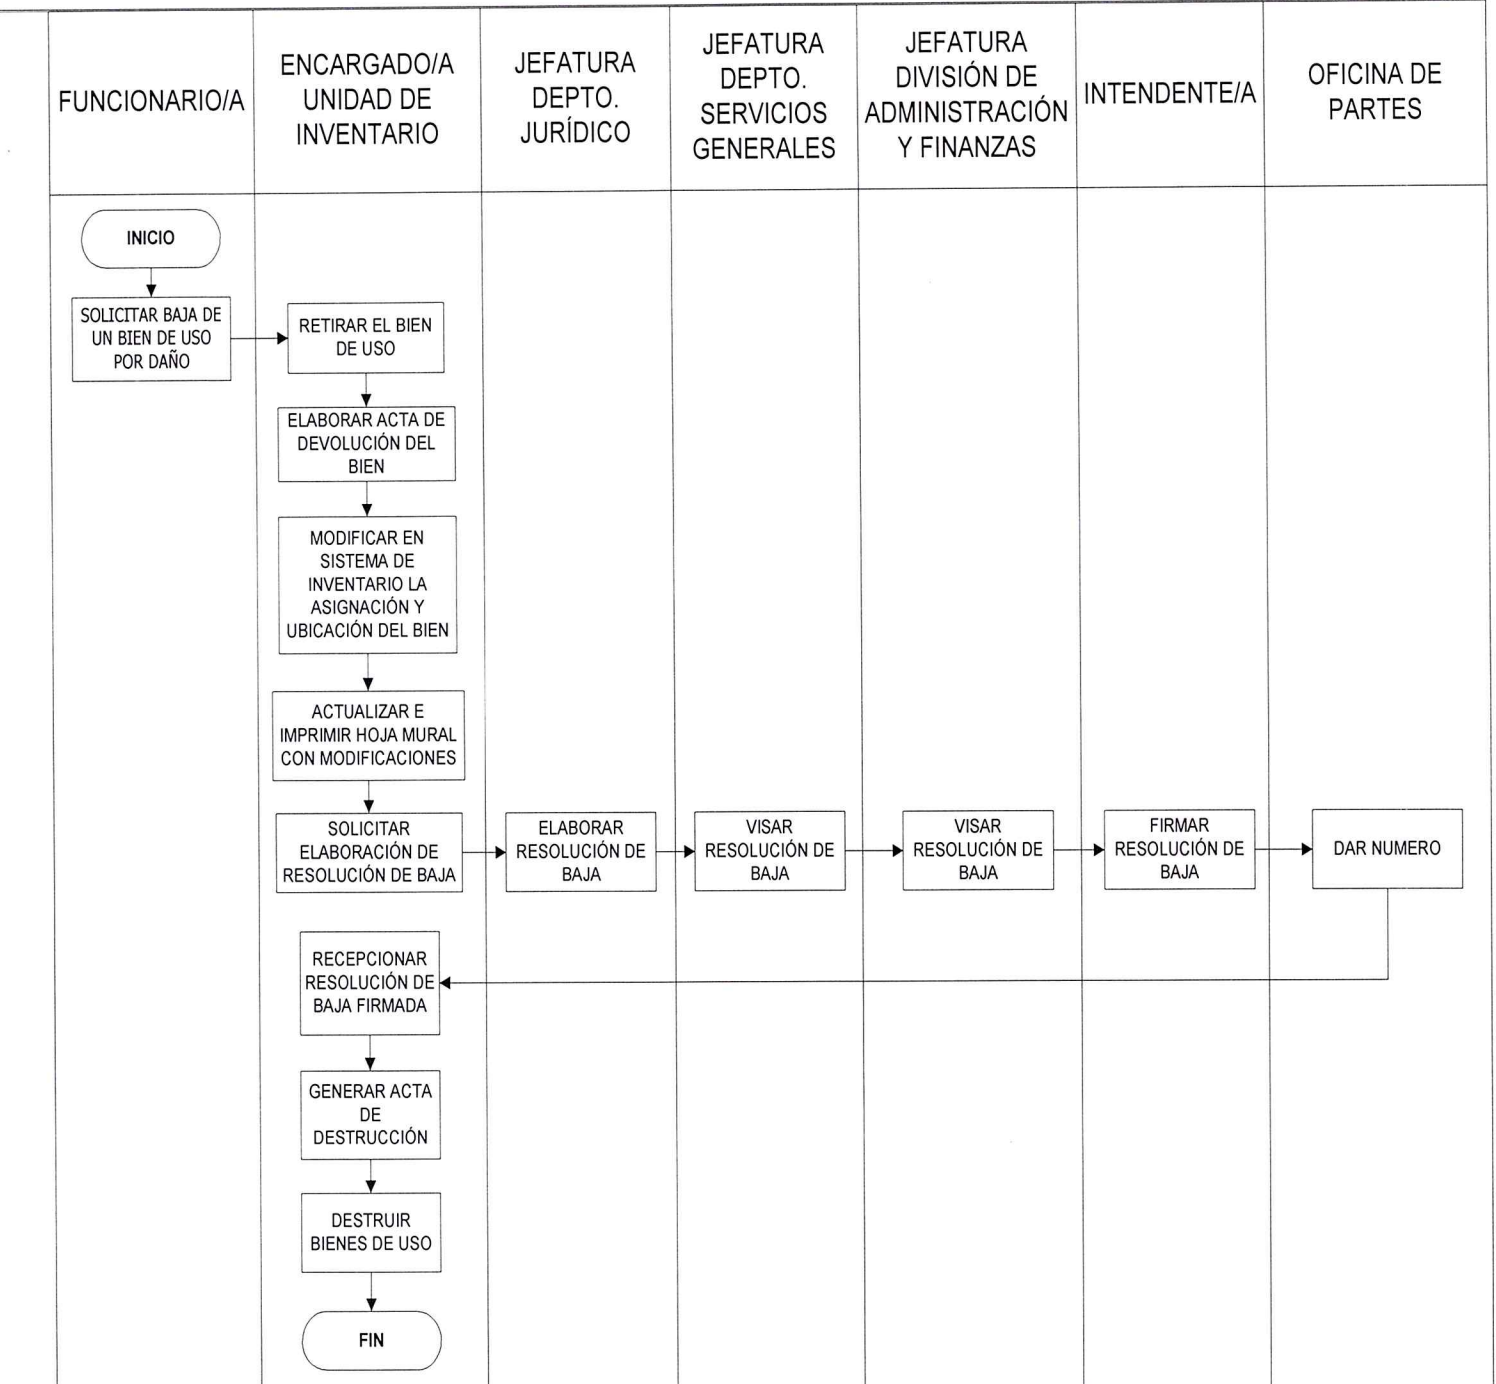 FUNCIONARIO/A
ENCARGADO/A
UNIDAD DE
INVENTARIO
JEFATURA
DEPTO.
JURÍDICO
JEFATURA
DEPTO.
SERVICIOS
GENERALES
JEFATURA
DIVISIÓN DE
ADMINISTRACIÓN
Y FINANZAS
INTENDENTE/A
OFICINA DE
PARTES
INICIO
SOLICITAR BAJA DE
UN BIEN DE USO
POR DAÑO
RETIRAR EL BIEN
DE USO
ELABORAR ACTA DE
DEVOLUCIÓN DEL
BIEN
MODIFICAR EN
SISTEMA DE
INVENTARIO LA
ASIGNACIÓN Y
UBICACIÓN DEL BIEN
ACTUALIZAR E
IMPRIMIR HOJA MURAL
CON MODIFICACIONES
SOLICITAR
ELABORACIÓN DE
RESOLUCIÓN DE BAJA
ELABORAR
RESOLUCIÓN DE
BAJA
VISAR
RESOLUCIÓN DE
BAJA
VISAR
RESOLUCIÓN DE
BAJA
FIRMAR
RESOLUCIÓN DE
BAJA
DAR NUMERO
RECEPCIONAR
RESOLUCIÓN DE
BAJA FIRMADA
GENERAR ACTA
DE
DESTRUCCIÓN
DESTRUIR
BIENES DE USO
FIN